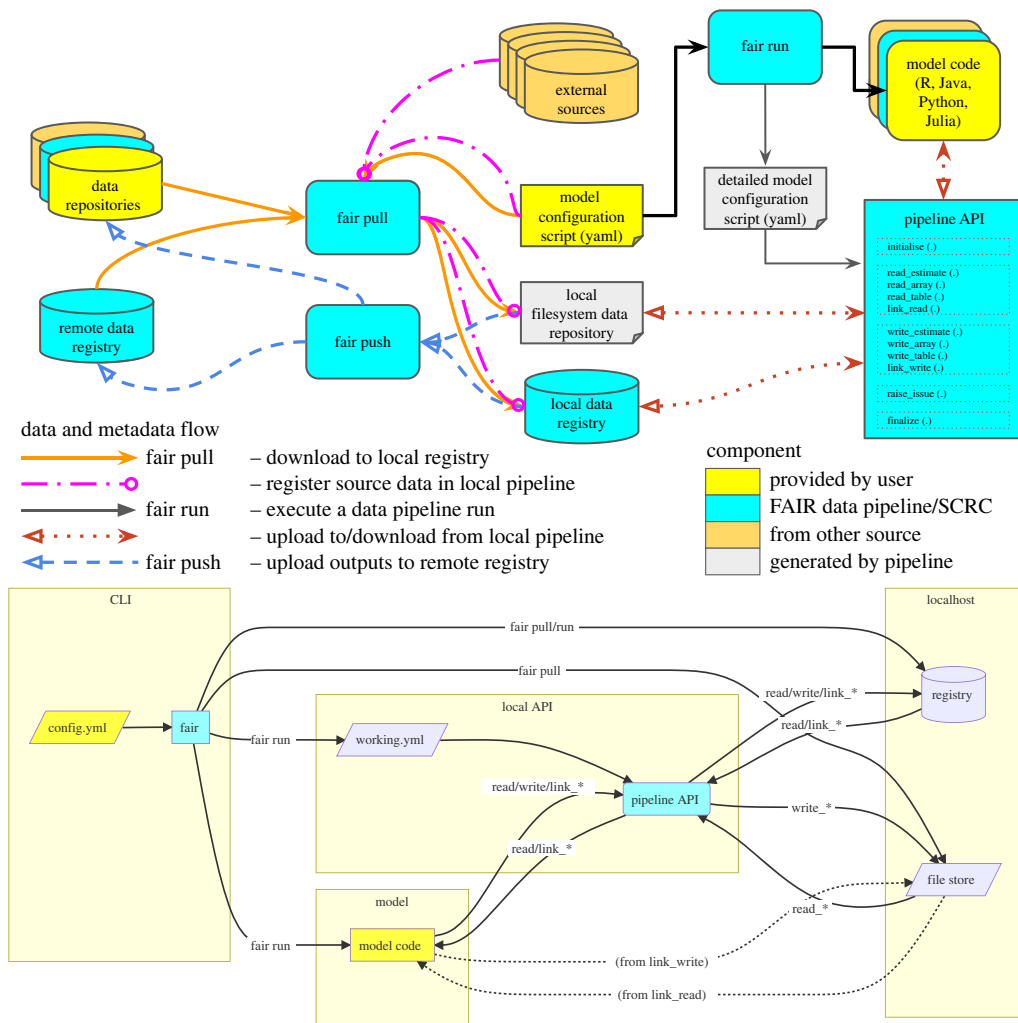 external
sources
fair run
model code
(R, Java,
Python,
Julia)
data
repositories
fair pull
model
configuration
script (yaml)
detailed model
configuration
script (yaml)
pipeline API
initialise (.)
read_estimate (.)
read_array (.)
read_table (.)
link_read (.)
write_estimate (.)
write_array (.)
write_table (.)
link_write (.)
raise_issue (.)
finalize (.)
remote data
registry
fair push
local
filesystem data
repository
local data
registry
data and metadata flow
fair pull – download to local registry
– register source data in local pipeline
fair run – execute a data pipeline run
– upload to/download from local pipeline
fair push – upload outputs to remote registry
component
provided by user
FAIR data pipeline/SCRC
from other source
generated by pipeline
CLI
localhost
fair pull/run
fair pull
local API
read/write/link_*
registry
config.yml
fair
fair run
working.yml
read/link_*
read/write/link_*
pipeline API
write_*
read/link_*
file store
model
read_*
fair run
model code
(from link_write)
(from link_read)